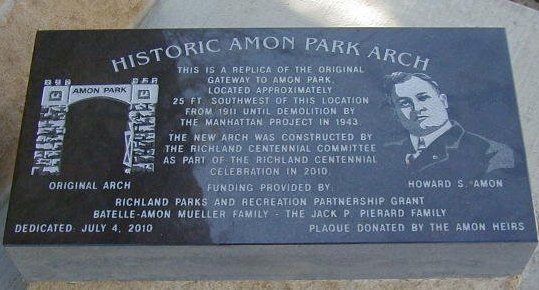 HISTORIC AMON PARK ARCH
THIS IS A REPLICA OF THE ORIGINAL
GATEWAY TO AMON PARK,
LOCATED APPROXIMATELY
25 FT. SOUTHWEST OF THIS LOCATION
FROM 1911 UNTIL DEMOLITION BY
THE MANHATTAN PROJECT IN 1943.
THE NEW ARCH WAS CONSTRUCTED BY
THE RICHLAND CENTENNIAL COMMITTEE
AS PART OF THE RICHLAND CENTENNIAL
CELEBRATION IN 2010.
AMON PARK
ORIGINAL ARCH
HOWARD S. AMON
FUNDING PROVIDED BY:
RICHLAND PARKS AND RECREATION PARTNERSHIP GRANT
BATELLE-AMON MUELLER FAMILY - THE JACK P. PIERARD FAMILY
DEDICATED: JULY 4, 2010
PLAQUE DONATED BY THE AMON HEIRS